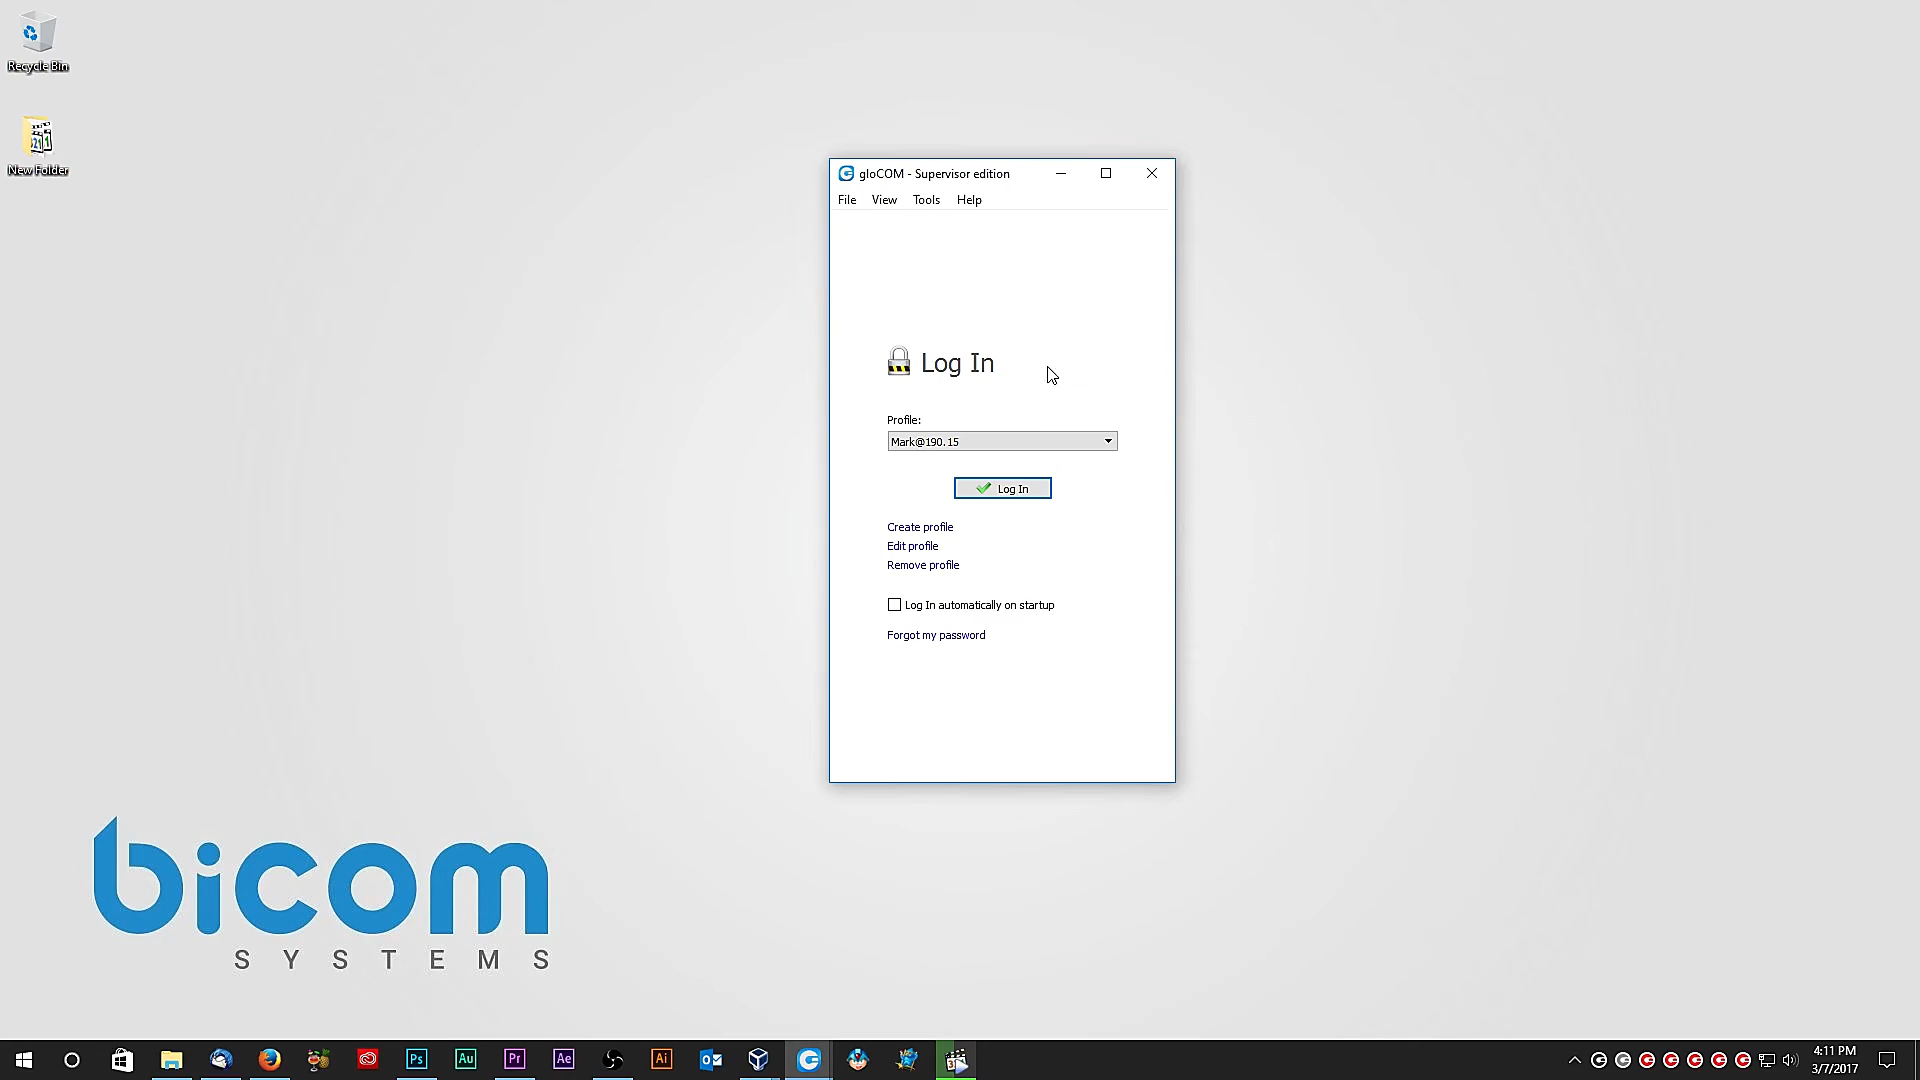 Recycle Bin
New Folder
gloCOM - Supervisor edition
File View Tools Help
Log In
Profile:
Mark@190.15
Log In
Create profile
Edit profile
Remove profile
Log In automatically on startup
Forgot my password
bicom
SYSTEMS
Ps Au Pr Ae Ai
4:11 PM
3/7/2017